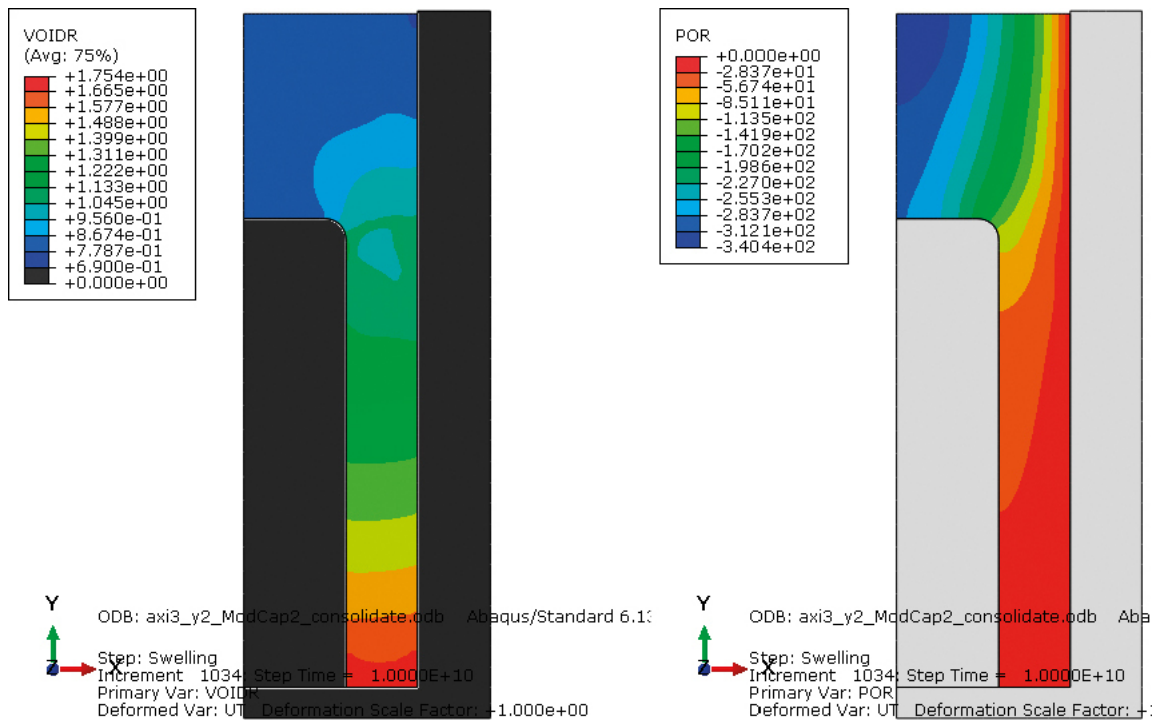 VOIDR
(Avg: 75%)
+1.754e+00
+1.665e+00
+1.577e+00
+1.488e+00
+1.399e+00
+1.311e+00
+1.222e+00
+1.133e+00
+1.045e+00
+9.560e-01
+8.674e-01
+7.787e-01
+6.900e-01
+0.000e+00
Y
Z
X
ODB: axi3_y2_ModCap2_consolidate.odb Abaqus/Standard 6.13
Step: Swelling
Increment 1034: Step Time = 1.0000E+10
Primary Var: VOIDR
Deformed Var: UT Deformation Scale Factor: +1.000e+00
POR
+0.000e+00
-2.837e+01
-5.674e+01
-8.511e+01
-1.135e+02
-1.419e+02
-1.702e+02
-1.986e+02
-2.270e+02
-2.553e+02
-2.837e+02
-3.121e+02
-3.404e+02
Y
Z
X
ODB: axi3_y2_ModCap2_consolidate.odb Aba
Step: Swelling
Increment 1034: Step Time = 1.0000E+10
Primary Var: POR
Deformed Var: UT Deformation Scale Factor: +1